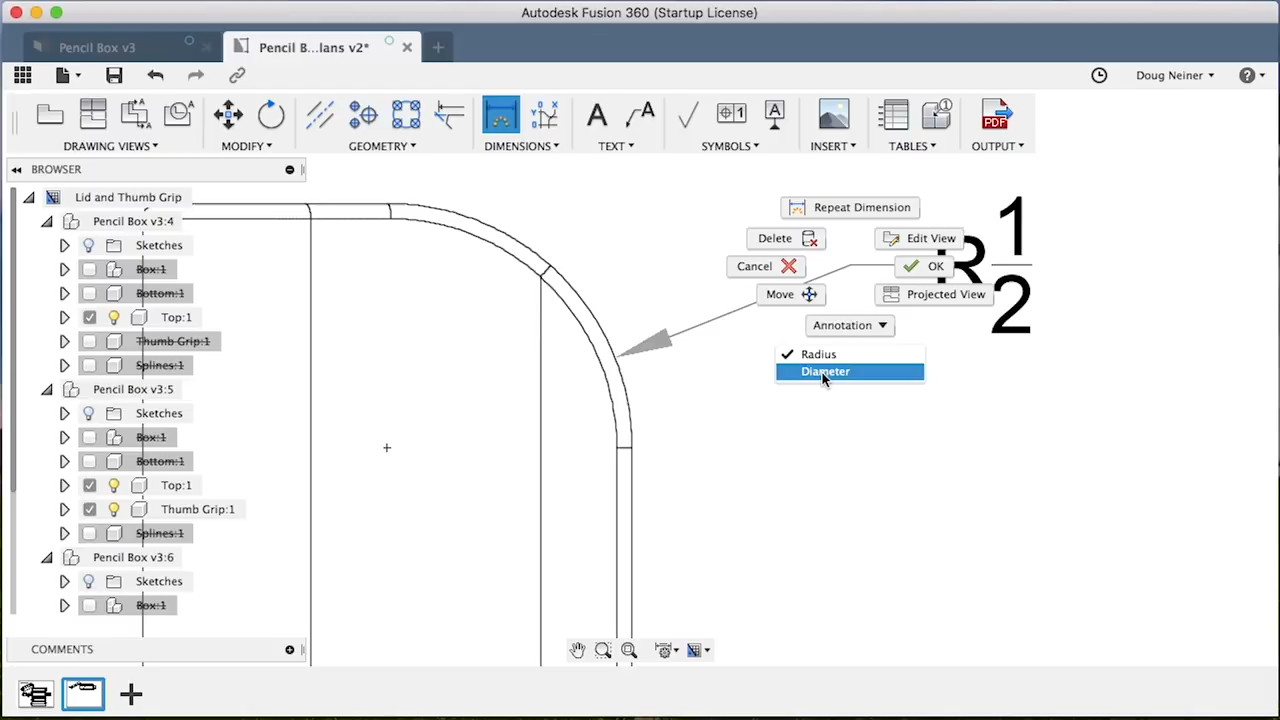 Autodesk Fusion 360 (Startup License)
Pencil Box v3
Pencil B...lans v2*
Doug Neiner
DRAWING VIEWS
MODIFY
GEOMETRY
DIMENSIONS
TEXT
SYMBOLS
INSERT
TABLES
OUTPUT
PDF
BROWSER
Lid and Thumb Grip
Pencil Box v3:4
Sketches
Box:1
Bottom:1
Top:1
Thumb Grip:1
Splines:1
Pencil Box v3:5
Sketches
Box:1
Bottom:1
Top:1
Thumb Grip:1
Splines:1
Pencil Box v3:6
Sketches
Box:1
COMMENTS
Repeat Dimension
Delete
Edit View
Cancel
OK
Move
Projected View
Annotation
Radius
Diameter
R 1/2